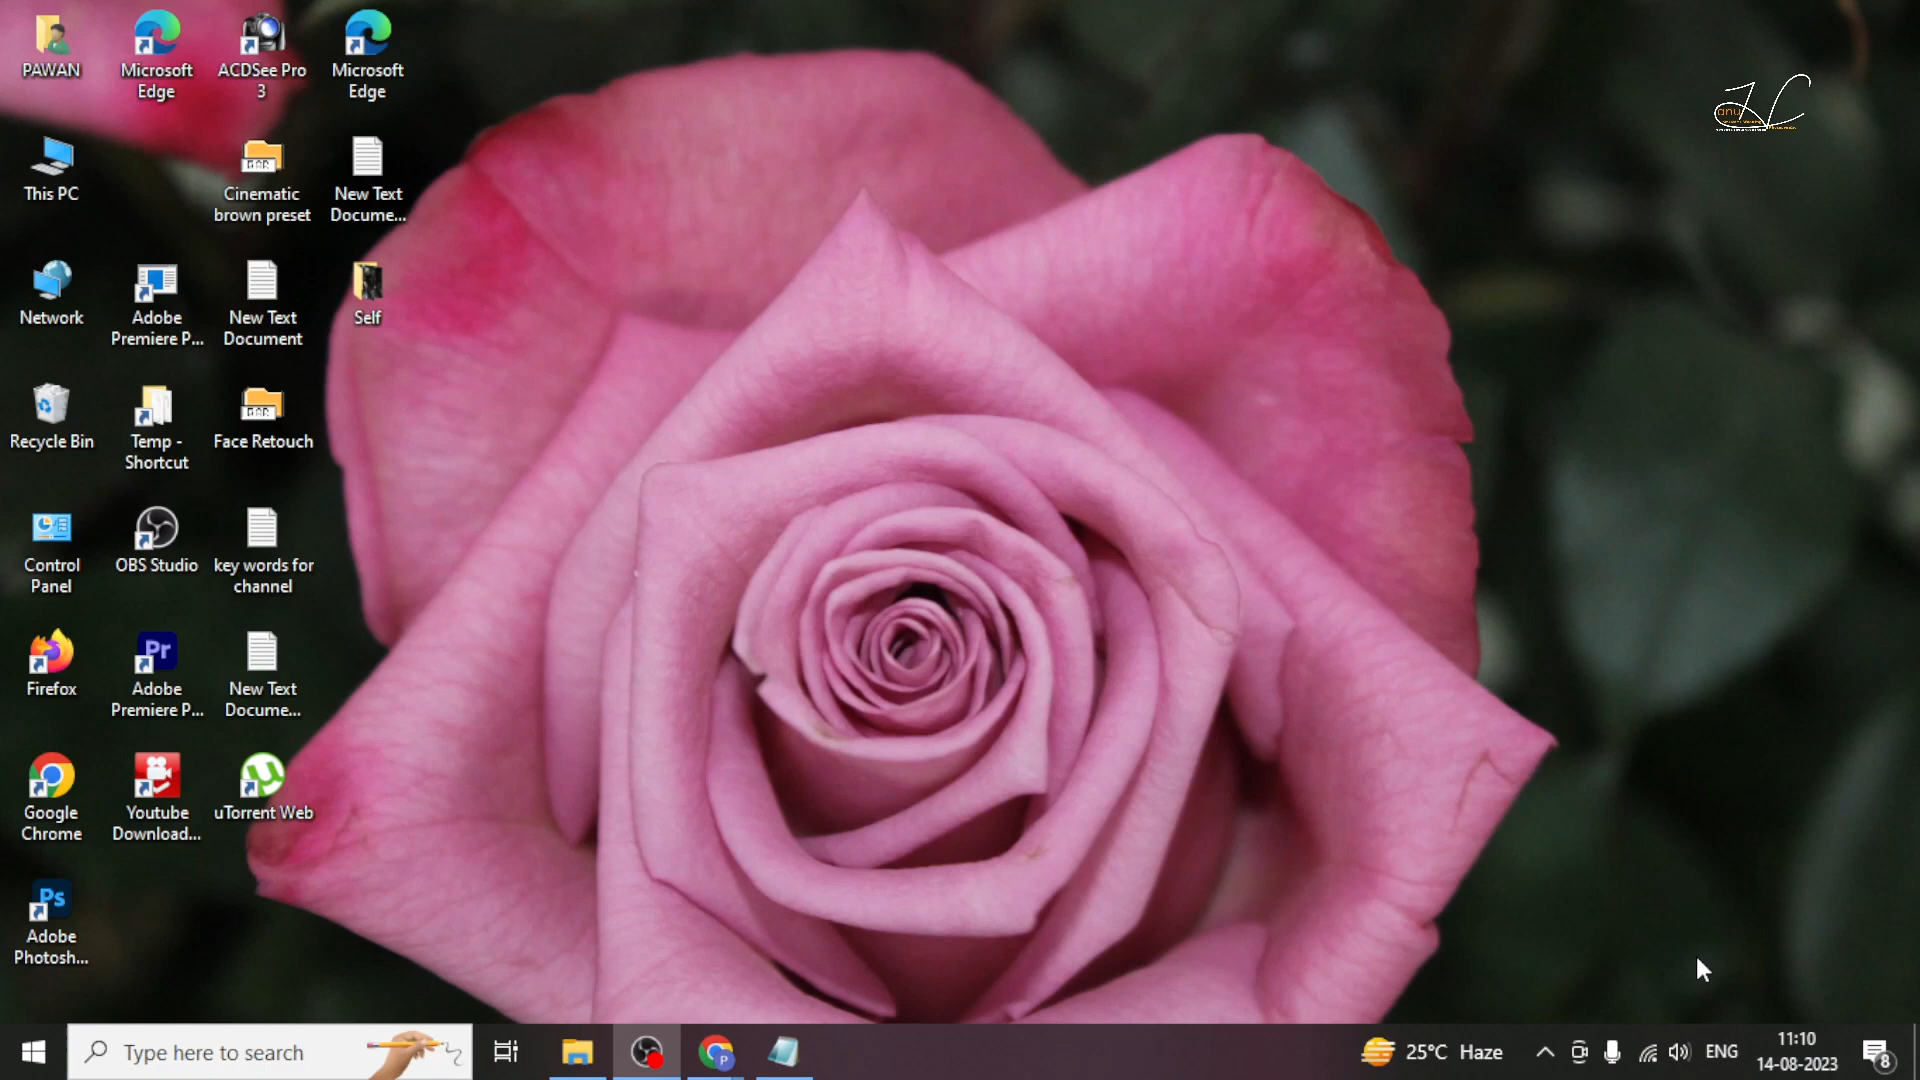 PAWAN
Microsoft
Edge
ACDSee Pro
3
Microsoft
Edge
This PC
Cinematic
brown preset
New Text
Docume...
Network
Adobe
Premiere P...
New Text
Document
Self
Recycle Bin
Temp -
Shortcut
Face Retouch
Control
Panel
OBS Studio
key words for
channel
Firefox
Adobe
Premiere P...
New Text
Docume...
Google
Chrome
Youtube
Download...
uTorrent Web
Adobe
Photosh...
Type here to search
25°C Haze
ENG
11:10
14-08-2023
8